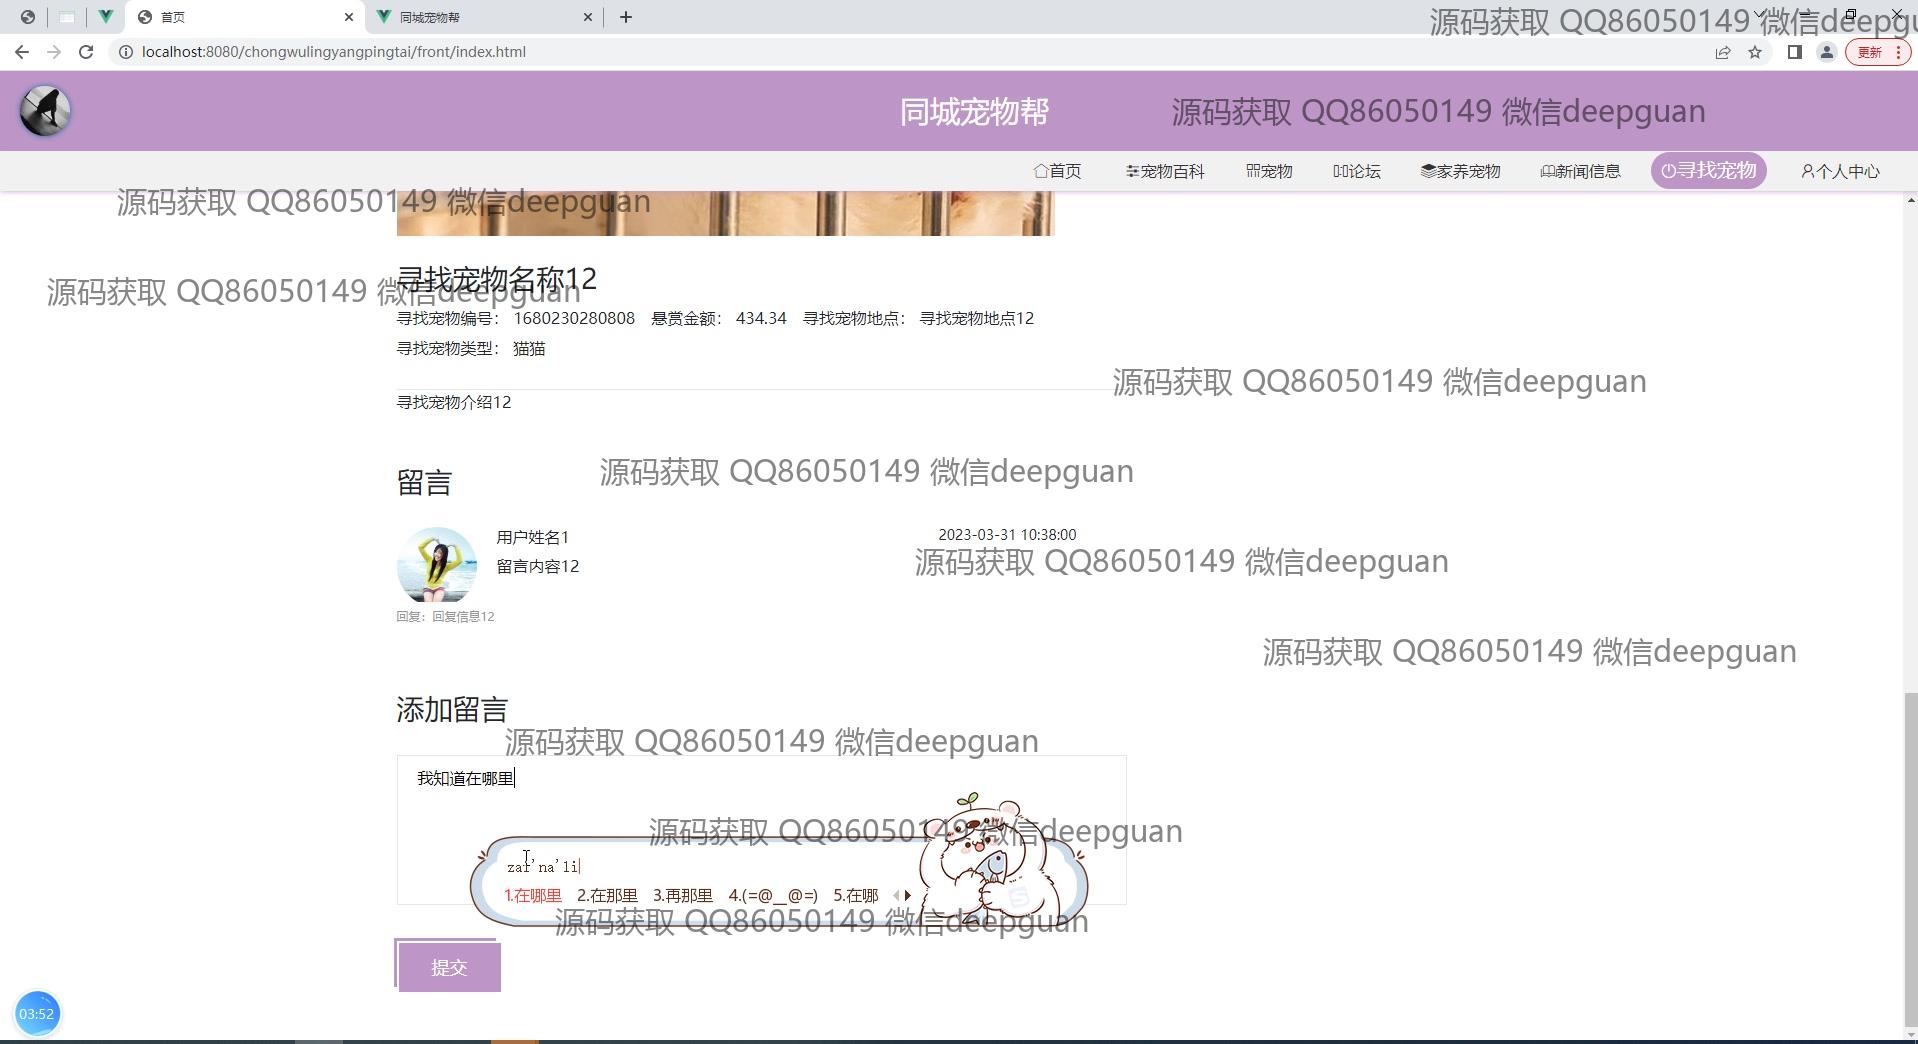 首页
同城宠物帮
源码获取 QQ86050149 微信deepgu
localhost:8080/chongwulingyangpingtai/front/index.html
更新
同城宠物帮
源码获取 QQ86050149 微信deepguan
首页 宠物百科 宠物 论坛 家养宠物 新闻信息 寻找宠物 个人中心
源码获取 QQ86050149 微信deepguan
寻找宠物名称12
源码获取 QQ86050149 微信deepguan
寻找宠物编号： 1680230280808 悬赏金额： 434.34 寻找宠物地点： 寻找宠物地点12
寻找宠物类型： 猫猫
源码获取 QQ86050149 微信deepguan
寻找宠物介绍12
留言
源码获取 QQ86050149 微信deepguan
用户姓名1
2023-03-31 10:38:00
留言内容12
源码获取 QQ86050149 微信deepguan
回复：回复信息12
源码获取 QQ86050149 微信deepguan
添加留言
源码获取 QQ86050149 微信deepguan
我知道在哪里
源码获取 QQ86050149 微信deepguan
1.在哪里 2.在那里 3.再那里 4.(=@__@=) 5.在哪
源码获取 QQ86050149 微信deepguan
提交
03:52